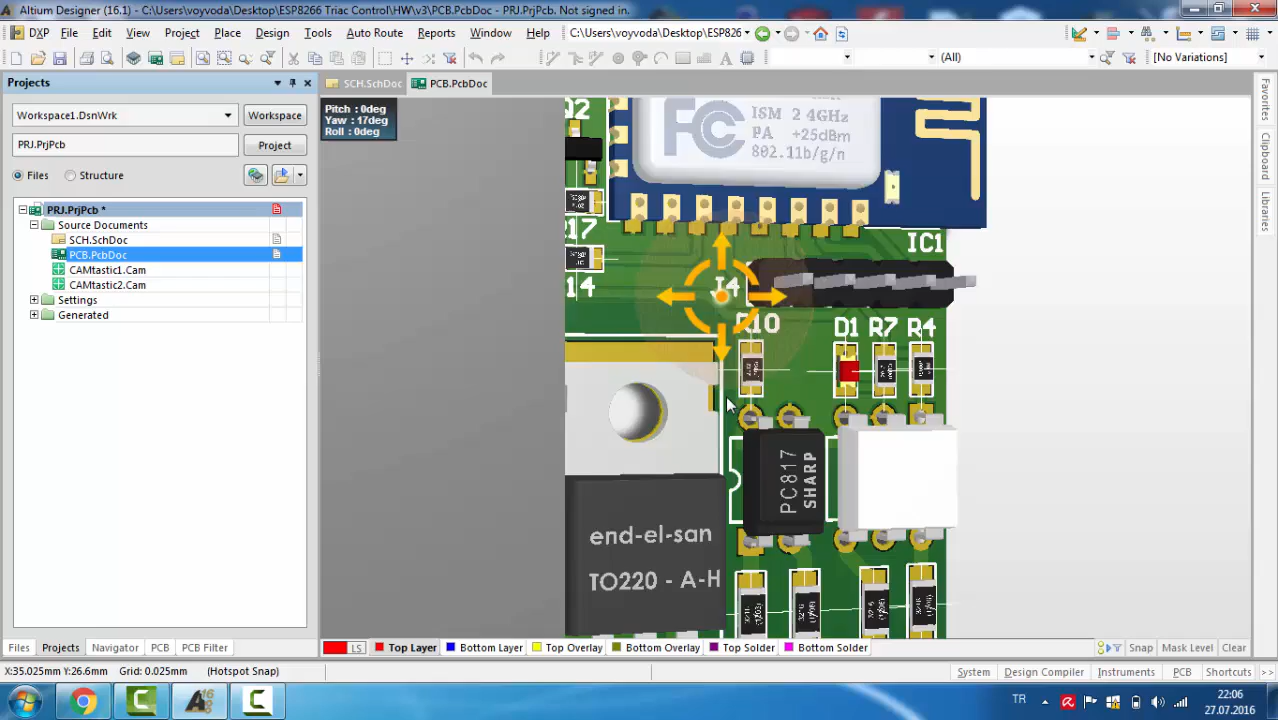 Altium Designer (16.1) - C:\Users\voyvoda\Desktop\ESP8266 Triac Control\HW\v3\PCB.PcbDoc - PRJ.PrjPcb. Not signed in.
DXP File Edit View Project Place Design Tools Auto Route Reports Window Help C:\Users\voyvoda\Desktop\ESP826
(All) [No Variations]
Projects
SCH.SchDoc PCB.PcbDoc
Workspace1.DsnWrk Workspace
PRJ.PrjPcb Project
Files Structure
PRJ.PrjPcb *
Source Documents
SCH.SchDoc
PCB.PcbDoc
CAMtastic1.Cam
CAMtastic2.Cam
Settings
Generated
Pitch : 0deg
Yaw : 17deg
Roll : 0deg
Q2
FC
ISM 2 4GHz
PA +25dBm
802.11b/g/n
17
IC1
14
J4
R10 D1 R7 R4
PC817
SHARP
end-el-san
TO220 - A-H
Favorites
Clipboard
Libraries
Files Projects Navigator PCB PCB Filter
LS Top Layer Bottom Layer Top Overlay Bottom Overlay Top Solder Bottom Solder
Snap Mask Level Clear
X:35.025mm Y:26.6mm Grid: 0.025mm (Hotspot Snap)
System Design Compiler Instruments PCB Shortcuts >>
TR
22:06
27.07.2016